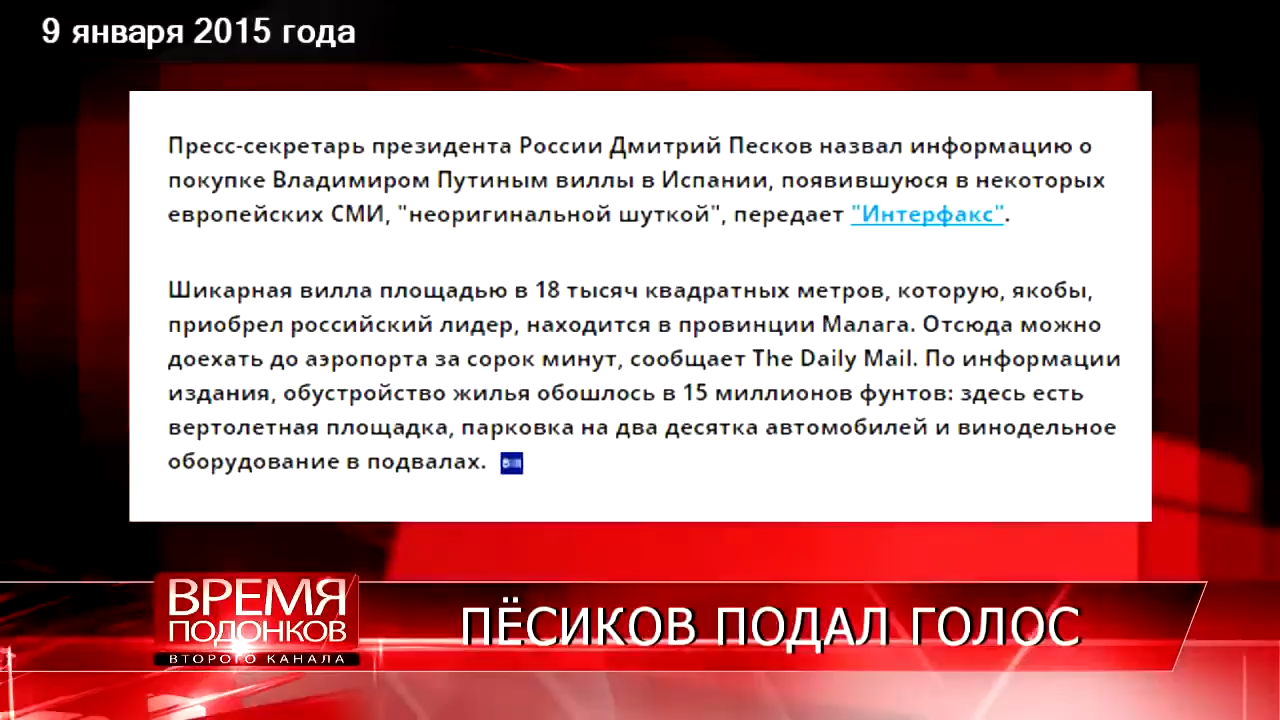 9 января 2015 года
Пресс-секретарь президента России Дмитрий Песков назвал информацию о
покупке Владимиром Путиным виллы в Испании, появившуюся в некоторых
европейских СМИ, "неоригинальной шуткой", передает "Интерфакс".
Шикарная вилла площадью в 18 тысяч квадратных метров, которую, якобы,
приобрел российский лидер, находится в провинции Малага. Отсюда можно
доехать до аэропорта за сорок минут, сообщает The Daily Mail. По информации
издания, обустройство жилья обошлось в 15 миллионов фунтов: здесь есть
вертолетная площадка, парковка на два десятка автомобилей и винодельное
оборудование в подвалах.
ВРЕМЯ
ПОДОНКОВ
ВТОРОГО КАНАЛА
ПЁСИКОВ ПОДАЛ ГОЛОС